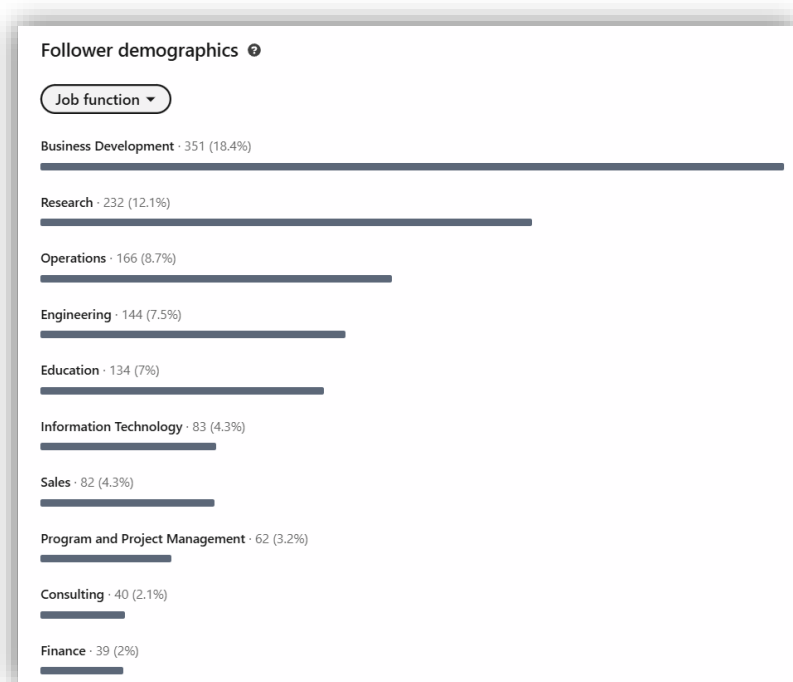 Follower demographics
Job function
Business Development · 351 (18.4%)
Research · 232 (12.1%)
Operations · 166 (8.7%)
Engineering · 144 (7.5%)
Education · 134 (7%)
Information Technology · 83 (4.3%)
Sales · 82 (4.3%)
Program and Project Management · 62 (3.2%)
Consulting · 40 (2.1%)
Finance · 39 (2%)